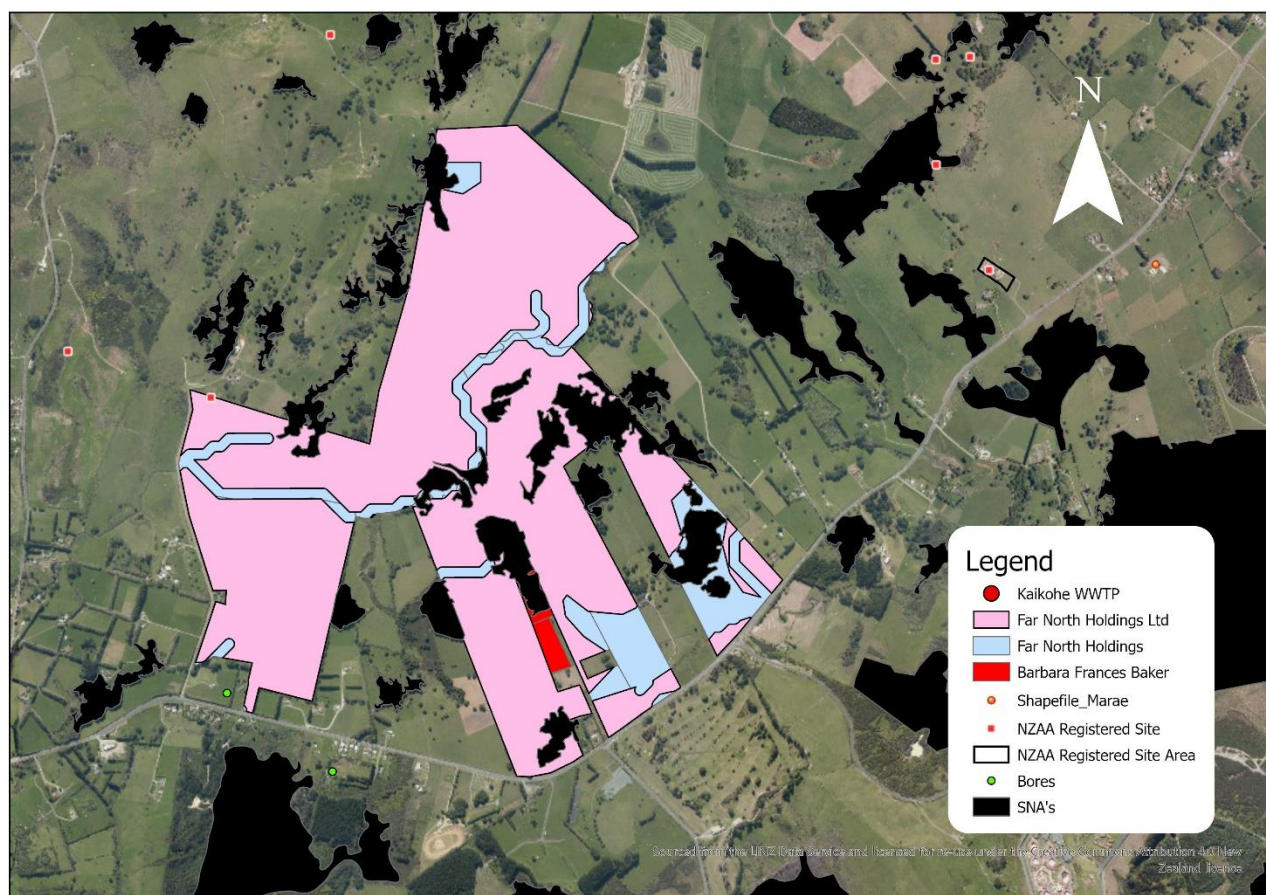 N
Legend
Kaikohe WWTP
Far North Holdings Ltd
Far North Holdings
Barbara Frances Baker
Shapefile_Marae
NZAA Registered Site
NZAA Registered Site Area
Bores
SNA's
Sourced from the LINZ Data Service and licensed for re-use under the Creative Commons Attribution 4.0 New
Zealand licence